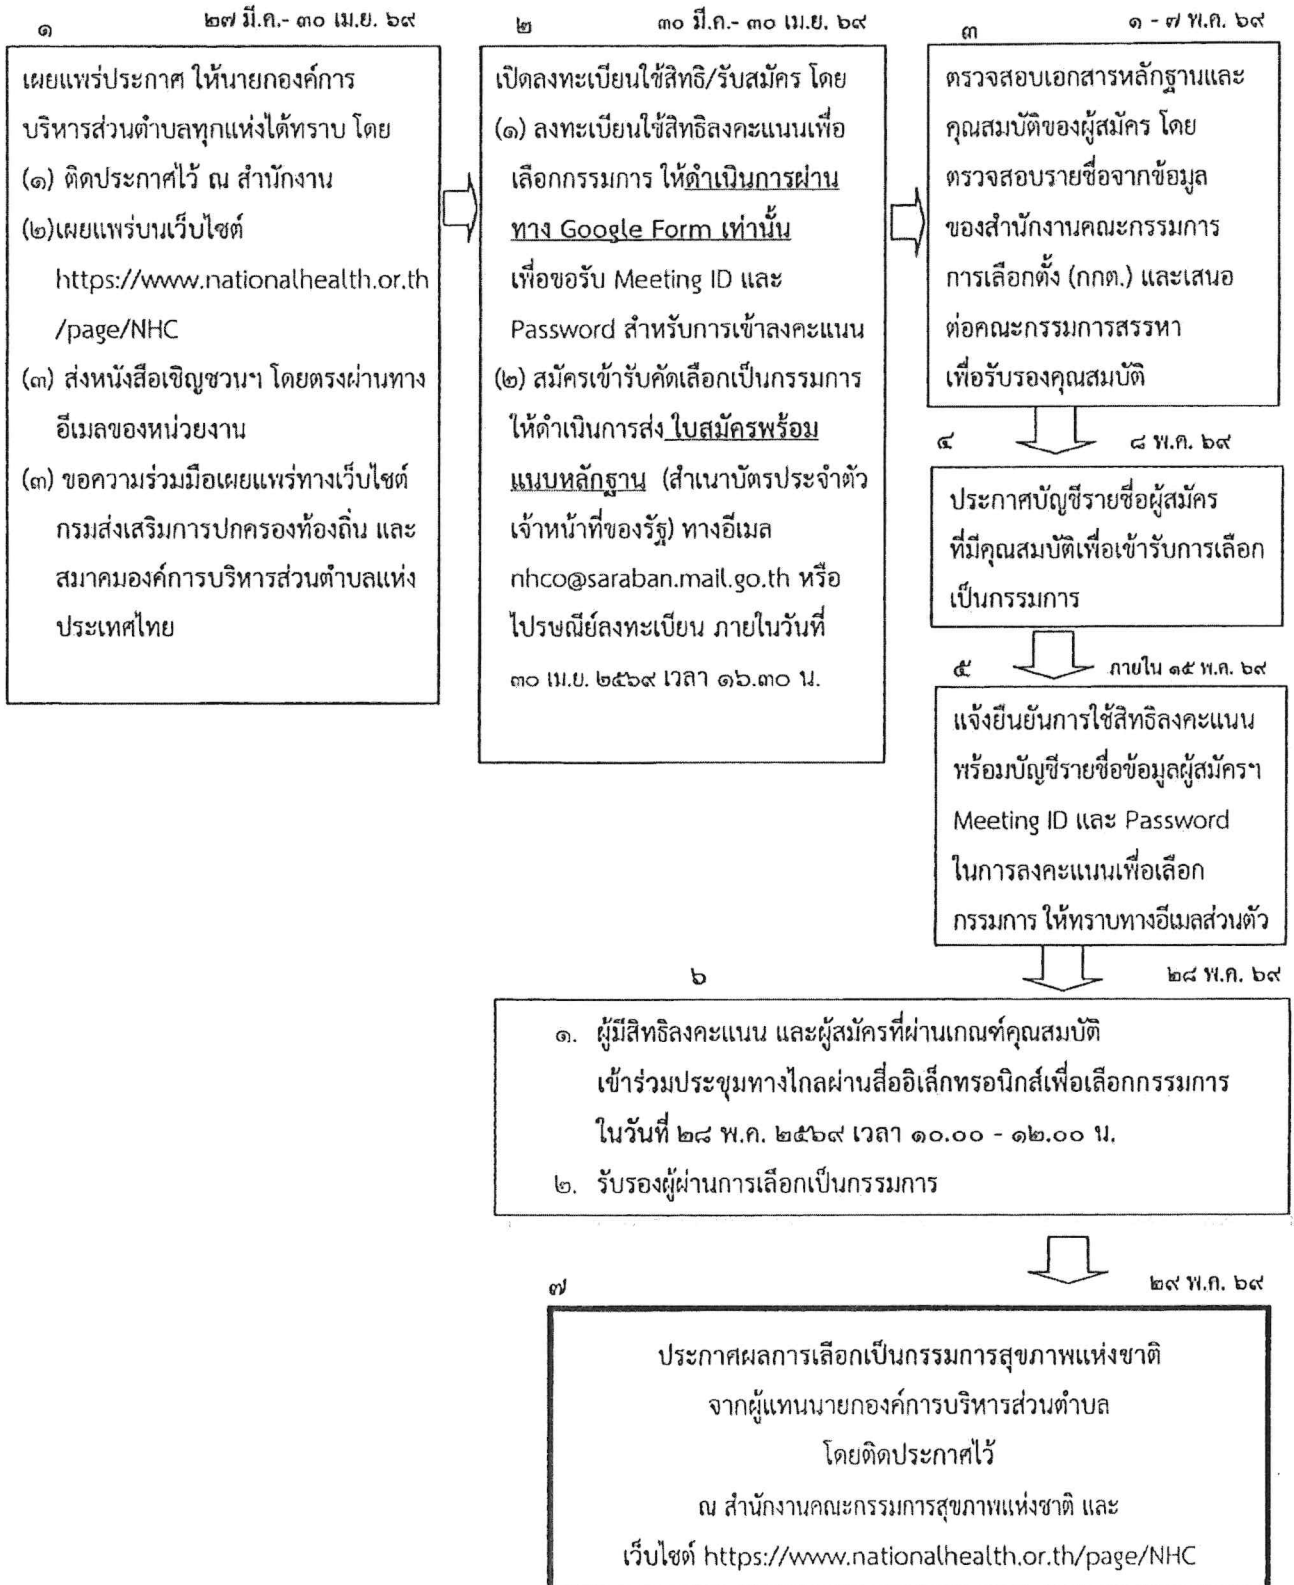 ๑
๒๗ มี.ค.- ๓๐ เม.ย. ๖๙
เผยแพร่ประกาศ ให้นายกองค์การ
บริหารส่วนตำบลทุกแห่งได้ทราบ โดย
(๑) ติดประกาศไว้ ณ สำนักงาน
(๒)เผยแพร่บนเว็บไซต์
https://www.nationalhealth.or.th
/page/NHC
(๓) ส่งหนังสือเชิญชวนฯ โดยตรงผ่านทาง
อีเมลของหน่วยงาน
(๓) ขอความร่วมมือเผยแพร่ทางเว็บไซต์
กรมส่งเสริมการปกครองท้องถิ่น และ
สมาคมองค์การบริหารส่วนตำบลแห่ง
ประเทศไทย
๒
๓๐ มี.ค.- ๓๐ เม.ย. ๖๙
เปิดลงทะเบียนใช้สิทธิ/รับสมัคร โดย
(๑) ลงทะเบียนใช้สิทธิลงคะแนนเพื่อ
เลือกกรรมการ ให้ดำเนินการผ่าน
ทาง Google Form เท่านั้น
เพื่อขอรับ Meeting ID และ
Password สำหรับการเข้าลงคะแนน
(๒) สมัครเข้ารับคัดเลือกเป็นกรรมการ
ให้ดำเนินการส่ง ใบสมัครพร้อม
แนบหลักฐาน (สำเนาบัตรประจำตัว
เจ้าหน้าที่ของรัฐ) ทางอีเมล
nhco@saraban.mail.go.th หรือ
ไปรษณีย์ลงทะเบียน ภายในวันที่
๓๐ เม.ย. ๒๕๖๙ เวลา ๑๖.๓๐ น.
๓
๑ - ๗ พ.ค. ๖๙
ตรวจสอบเอกสารหลักฐานและ
คุณสมบัติของผู้สมัคร โดย
ตรวจสอบรายชื่อจากข้อมูล
ของสำนักงานคณะกรรมการ
การเลือกตั้ง (กกต.) และเสนอ
ต่อคณะกรรมการสรรหา
เพื่อรับรองคุณสมบัติ
๔
๘ พ.ค. ๖๙
ประกาศบัญชีรายชื่อผู้สมัคร
ที่มีคุณสมบัติเพื่อเข้ารับการเลือก
เป็นกรรมการ
๕
ภายใน ๑๕ พ.ค. ๖๙
แจ้งยืนยันการใช้สิทธิลงคะแนน
พร้อมบัญชีรายชื่อข้อมูลผู้สมัครฯ
Meeting ID และ Password
ในการลงคะแนนเพื่อเลือก
กรรมการ ให้ทราบทางอีเมลส่วนตัว
๖
๒๘ พ.ค. ๖๙
๑. ผู้มีสิทธิลงคะแนน และผู้สมัครที่ผ่านเกณฑ์คุณสมบัติ
เข้าร่วมประชุมทางไกลผ่านสื่ออิเล็กทรอนิกส์เพื่อเลือกกรรมการ
ในวันที่ ๒๘ พ.ค. ๒๕๖๙ เวลา ๑๐.๐๐ - ๑๒.๐๐ น.
๒. รับรองผู้ผ่านการเลือกเป็นกรรมการ
๗
๒๙ พ.ค. ๖๙
ประกาศผลการเลือกเป็นกรรมการสุขภาพแห่งชาติ
จากผู้แทนนายกองค์การบริหารส่วนตำบล
โดยติดประกาศไว้
ณ สำนักงานคณะกรรมการสุขภาพแห่งชาติ และ
เว็บไซต์ https://www.nationalhealth.or.th/page/NHC